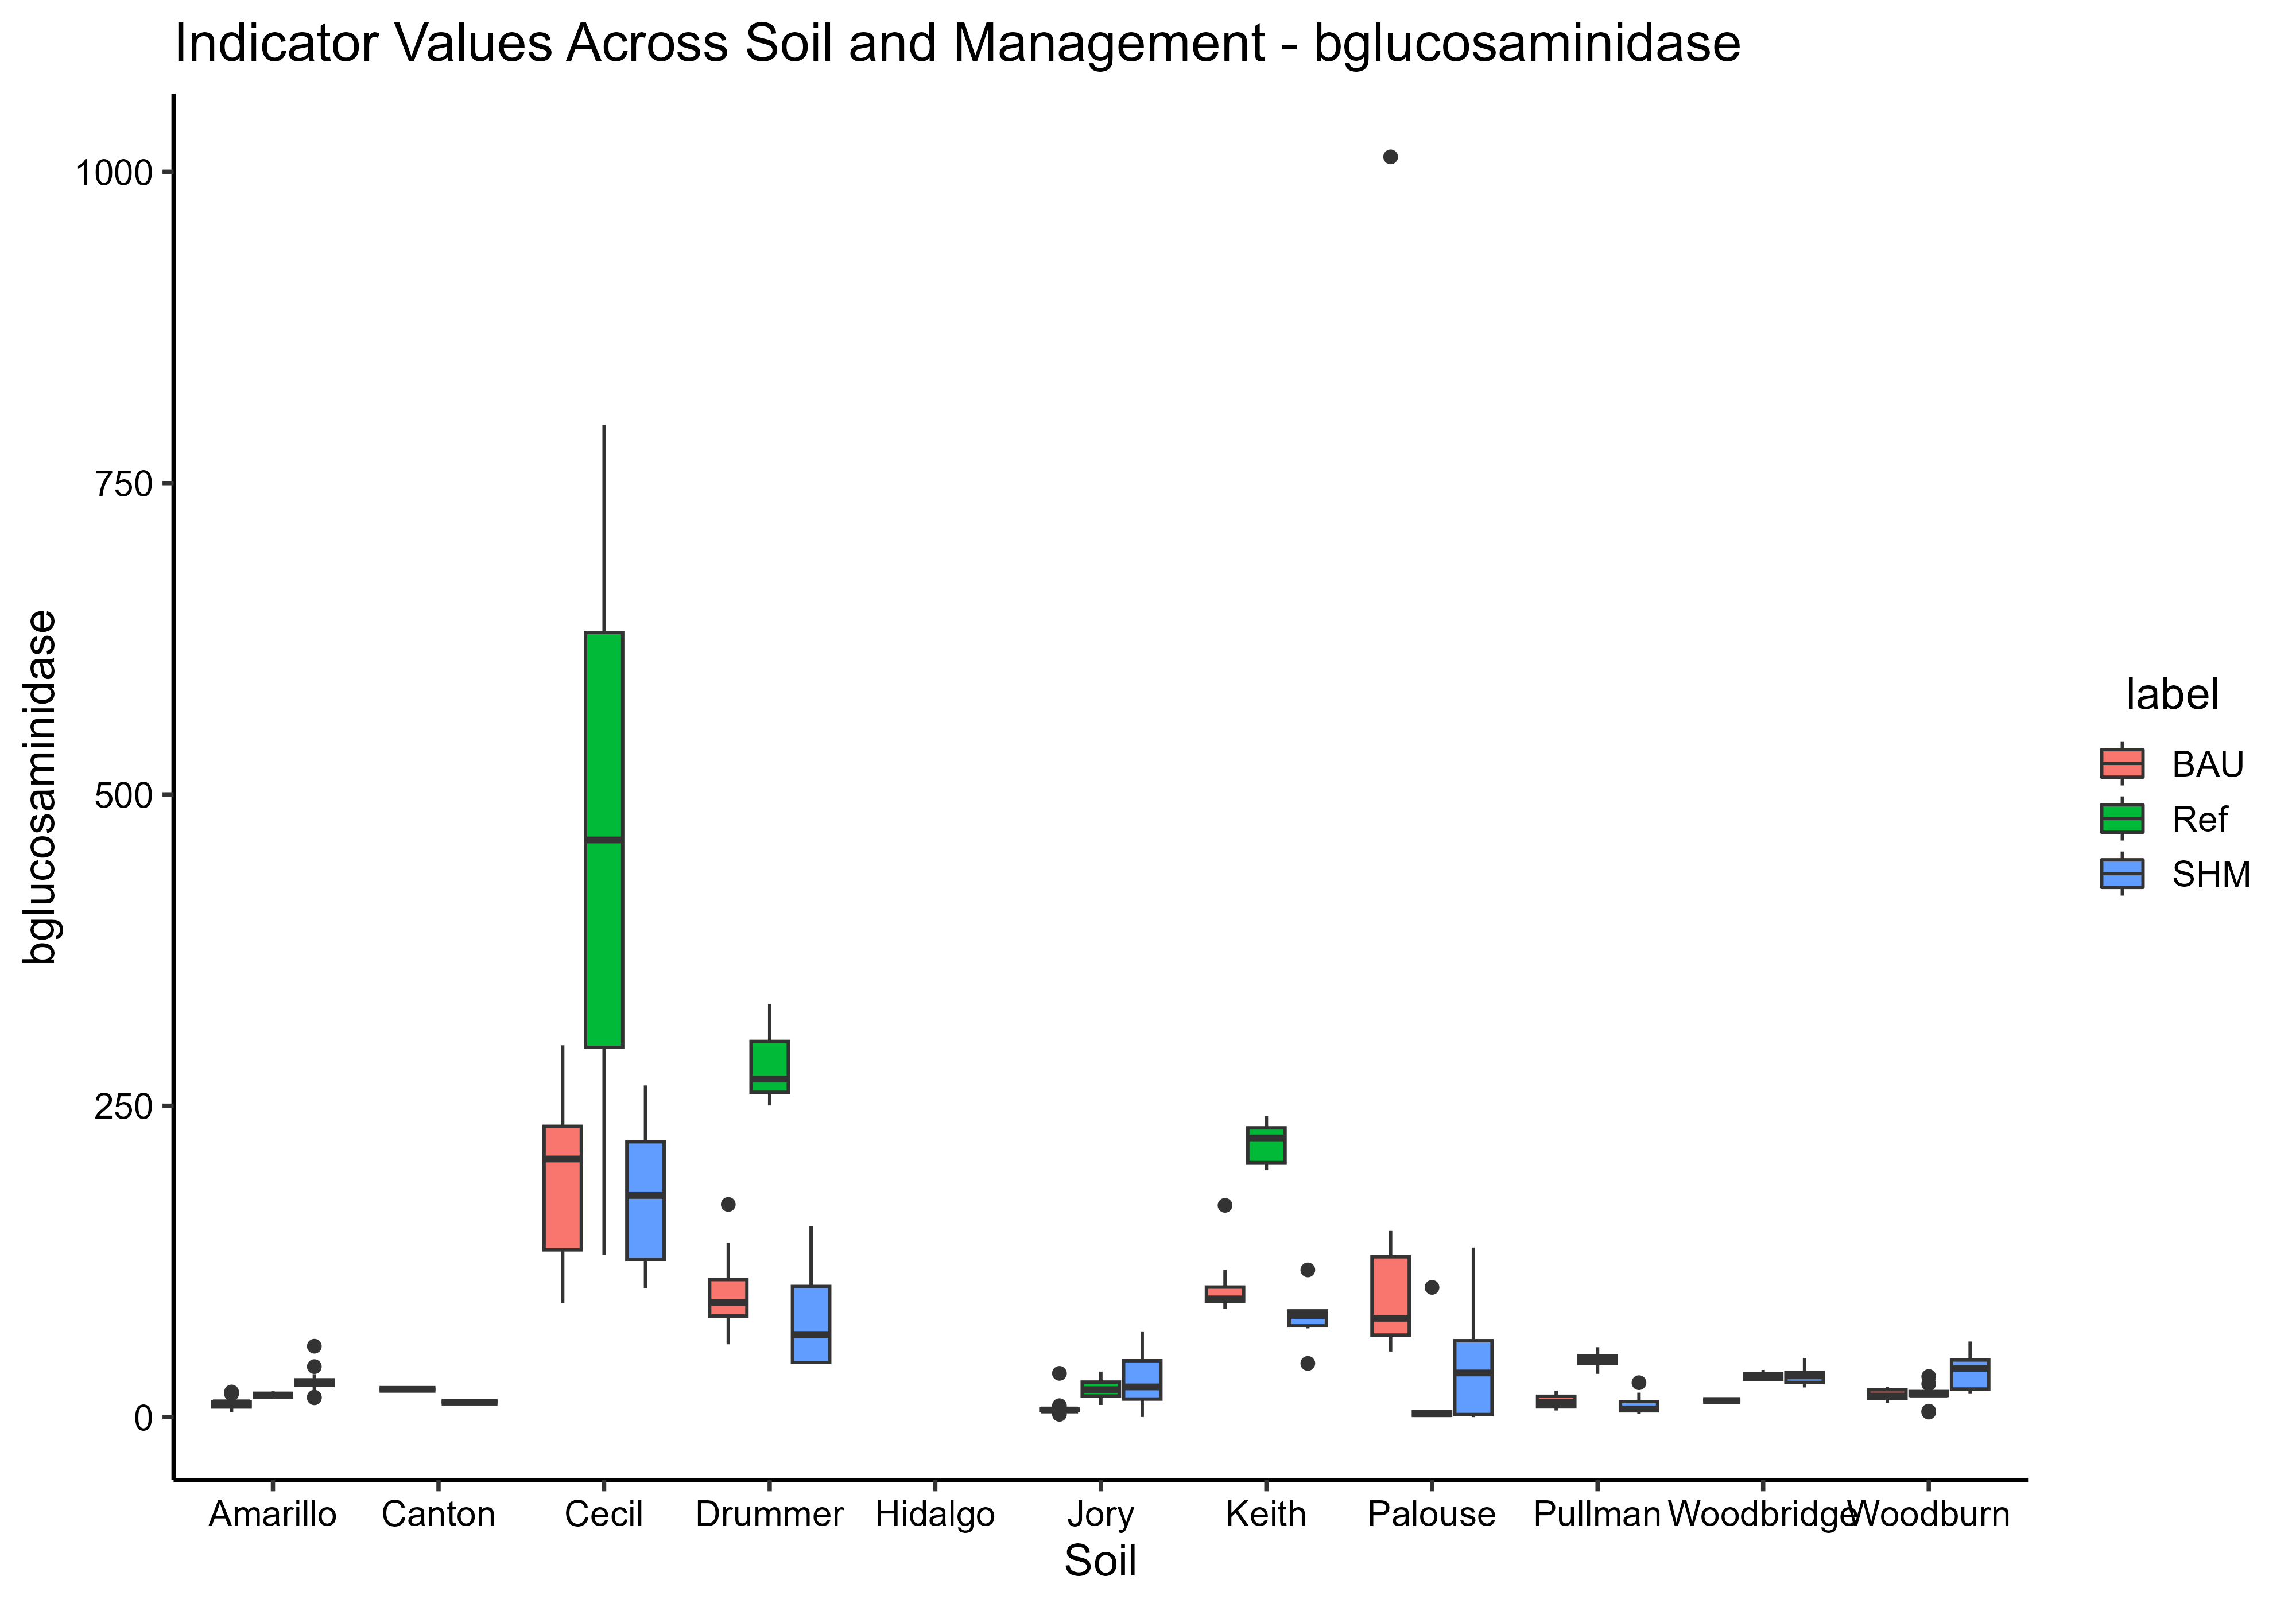 Indicator Values Across Soil and Management - bglucosaminidase
bglucosaminidase
1000
750
500
250
0
Amarillo Canton Cecil Drummer Hidalgo Jory Keith Palouse Pullman Woodbridge Woodburn
Soil
label
BAU
Ref
SHM